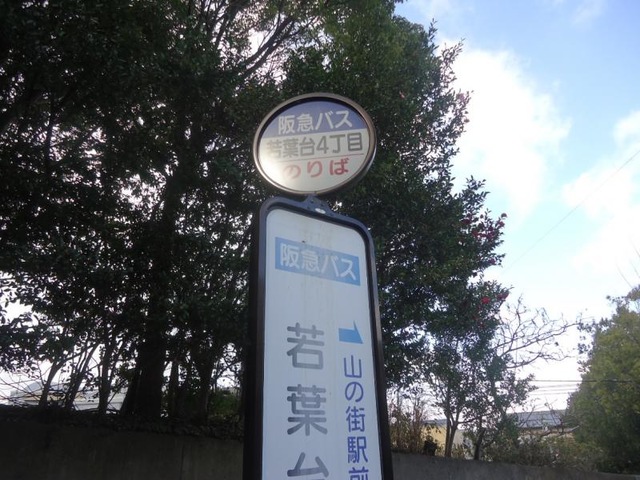 阪急バス
若葉台4丁目
のりば
阪急バス
山の街駅前
若葉台